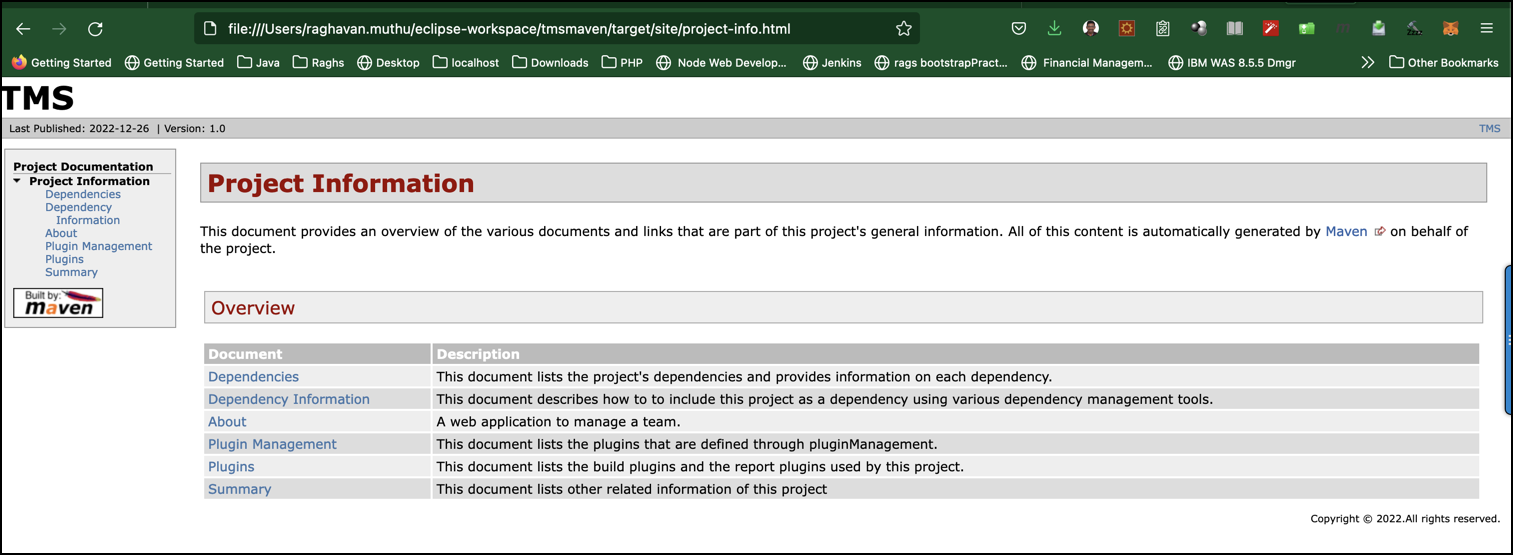 file:///Users/raghavan.muthu/eclipse-workspace/tmsmaven/target/site/project-info.html
Getting Started Getting Started Java Raghs Desktop localhost Downloads PHP Node Web Develop... Jenkins rags bootstrapPract... Financial Managem... IBM WAS 8.5.5 Dmgr Other Bookmarks
TMS
Last Published: 2022-12-26 | Version: 1.0 TMS
Project Documentation
Project Information
Dependencies
Dependency
Information
About
Plugin Management
Plugins
Summary
Built by:
maven
Project Information
This document provides an overview of the various documents and links that are part of this project's general information. All of this content is automatically generated by Maven on behalf of
the project.
Overview
Document Description
Dependencies This document lists the project's dependencies and provides information on each dependency.
Dependency Information This document describes how to to include this project as a dependency using various dependency management tools.
About A web application to manage a team.
Plugin Management This document lists the plugins that are defined through pluginManagement.
Plugins This document lists the build plugins and the report plugins used by this project.
Summary This document lists other related information of this project
Copyright © 2022.All rights reserved.